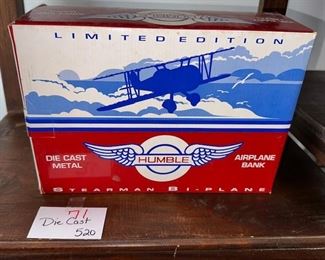 LIMITED EDITION
DIE CAST
METAL
HUMBLE
AIRPLANE
BANK
STEARMAN BI-PLANE
71
Die Cast
520